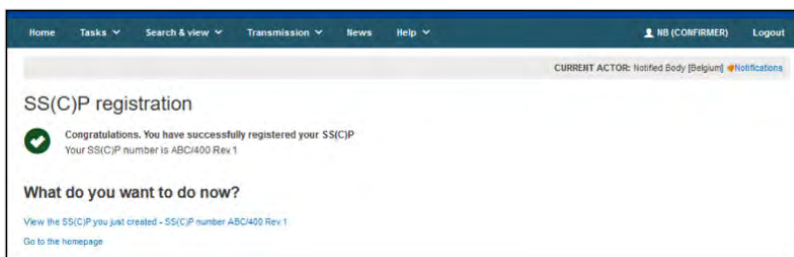 Home Tasks Search & view Transmission News Help NB (CONFIRMER) Logout
CURRENT ACTOR: Notified Body [Belgium] Notifications
SS(C)P registration
Congratulations. You have successfully registered your SS(C)P
Your SS(C)P number is ABC/400 Rev.1
What do you want to do now?
View the SS(C)P you just created - SS(C)P number ABC/400 Rev.1
Go to the homepage